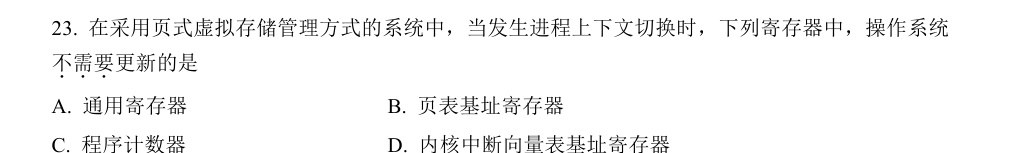 23. 在采用页式虚拟存储管理方式的系统中，当发生进程上下文切换时，下列寄存器中，操作系统
不需要更新的是
A. 通用寄存器 B. 页表基址寄存器
C. 程序计数器 D. 内核中断向量表基址寄存器